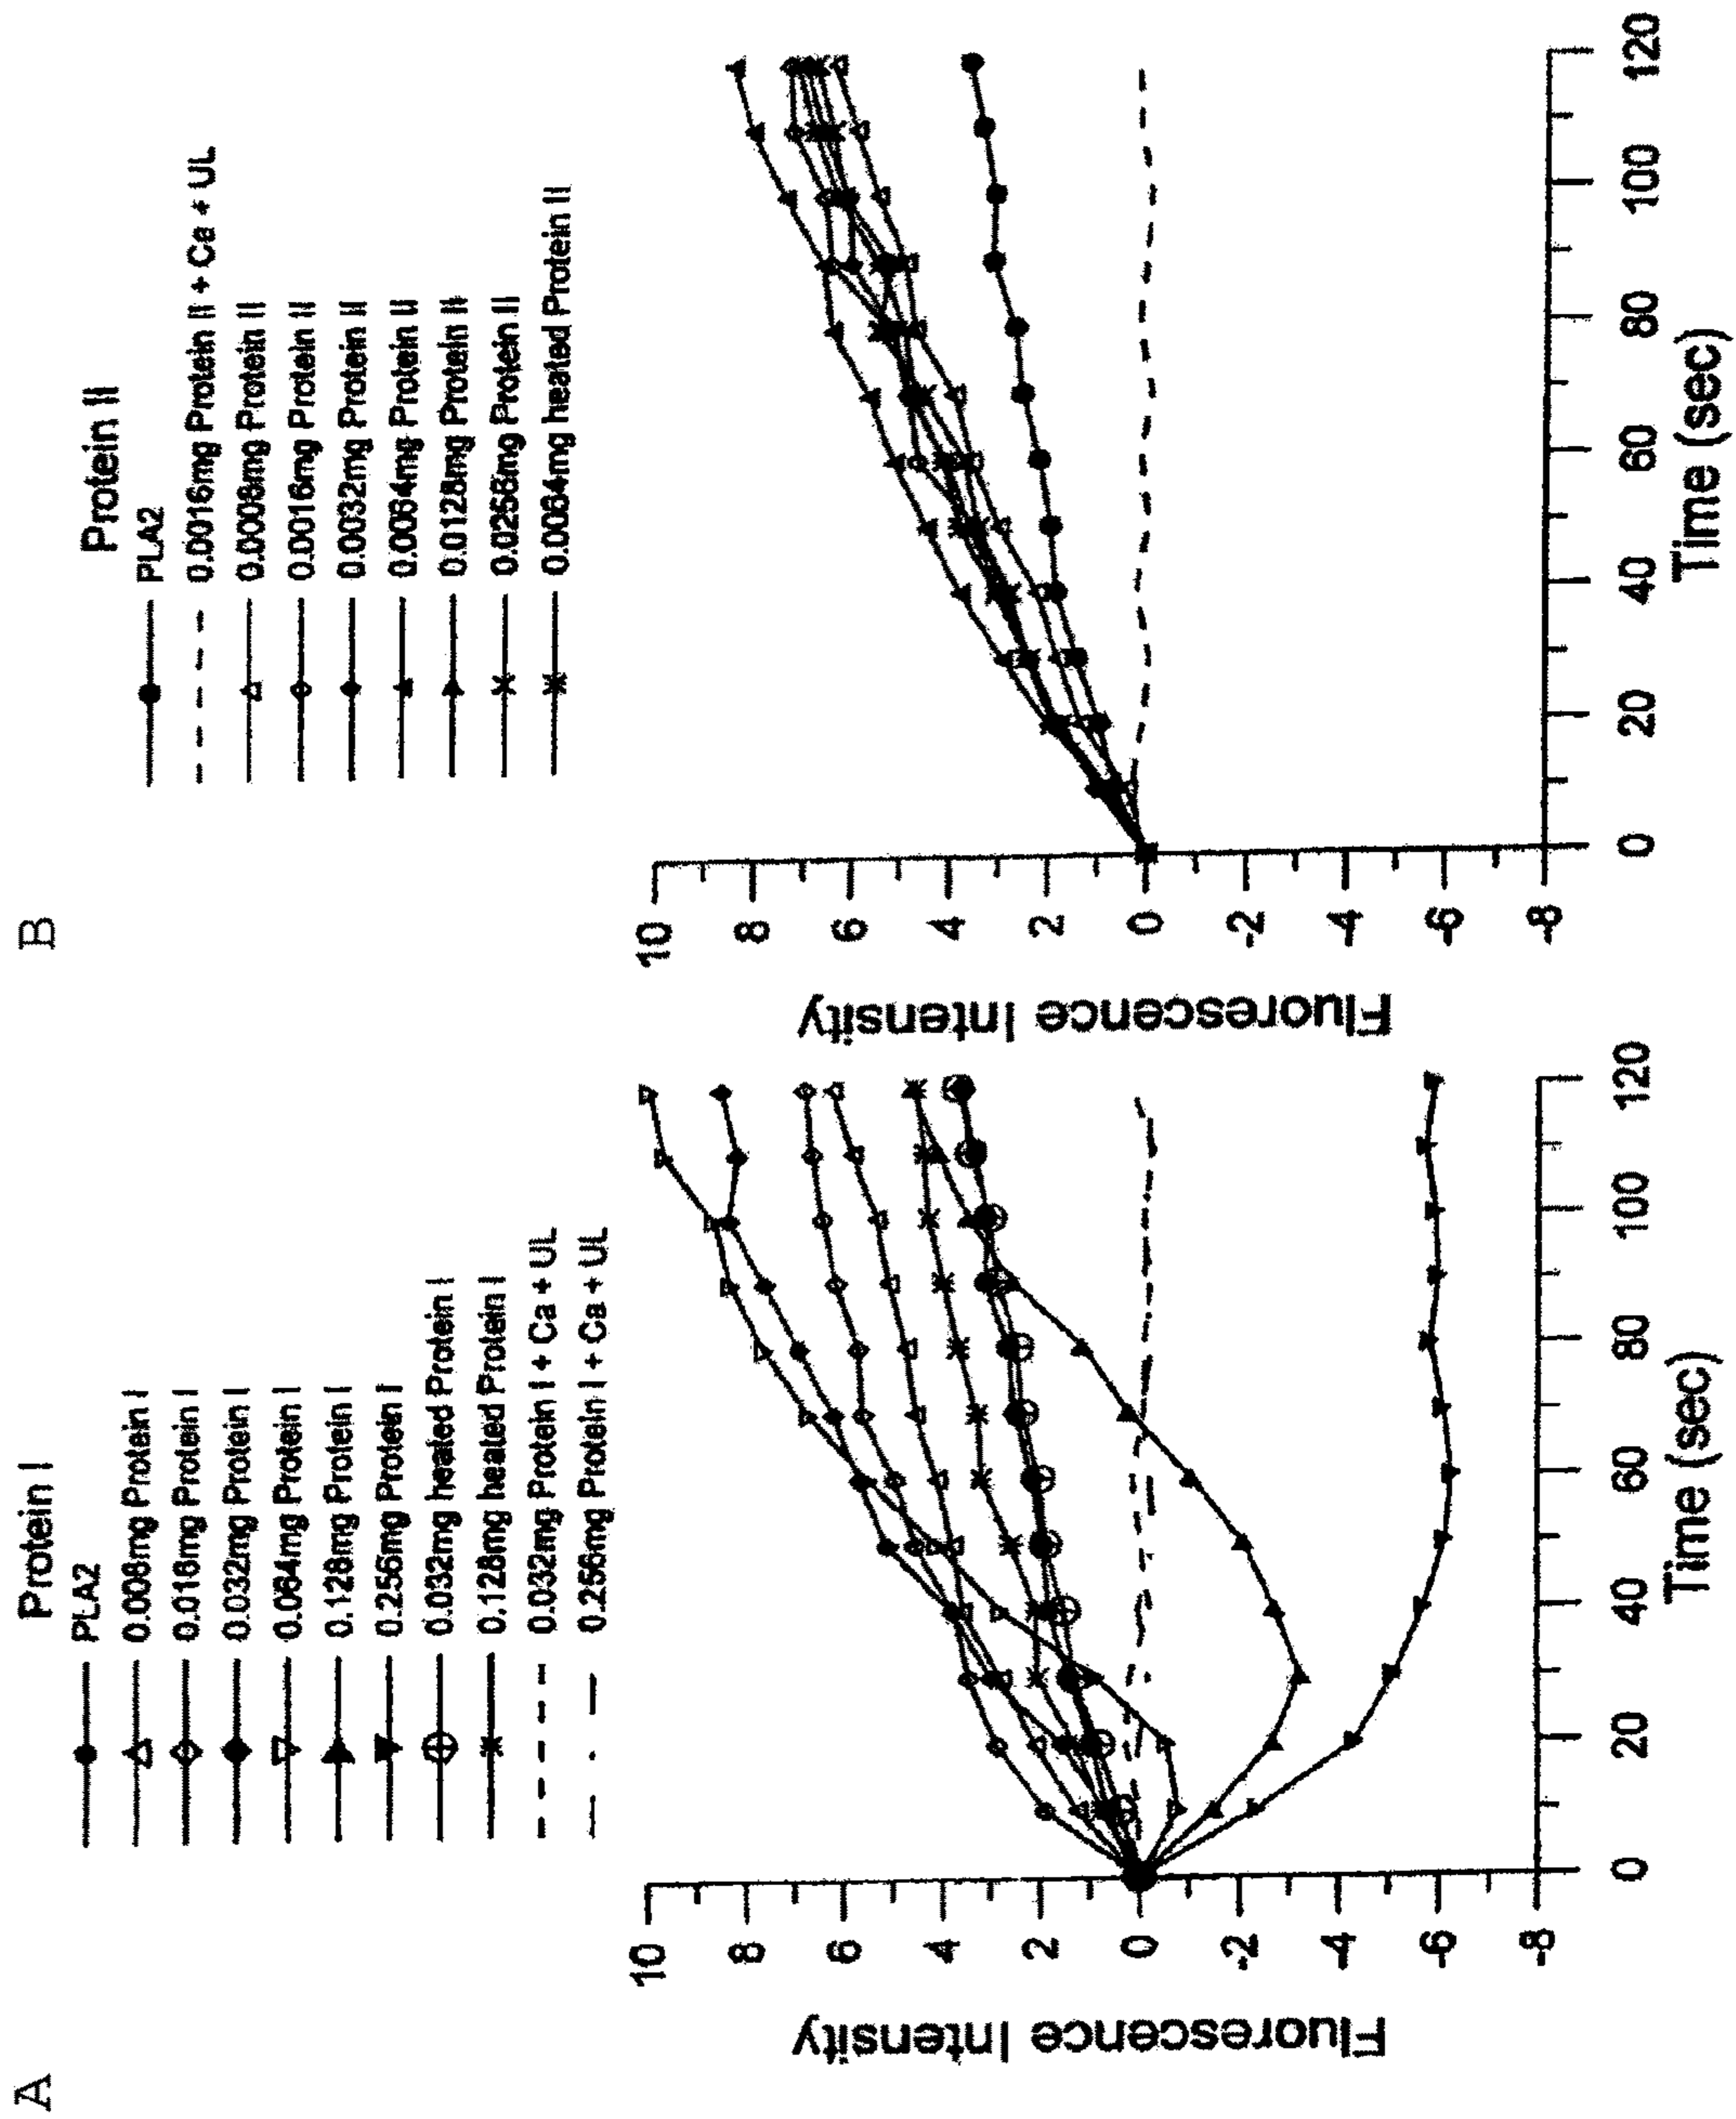 A
Protein I
PLA2
0.008mg Protein I
0.016mg Protein I
0.032mg Protein I
0.064mg Protein I
0.128mg Protein I
0.256mg Protein I
0.032mg heated Protein I
0.128mg heated Protein I
0.032mg Protein I + Ca + UL
0.256mg Protein I + Ca + UL
Fluorescence Intensity
10
8
6
4
2
0
-2
-4
-6
-8
0
20
40
60
80
100
120
Time (sec)
B
Protein II
PLA2
0.0016mg Protein II + Ca + UL
0.0008mg Protein II
0.0016mg Protein II
0.0032mg Protein II
0.0064mg Protein II
0.0128mg Protein II
0.0256mg Protein II
0.0064mg heated Protein II
Fluorescence Intensity
10
8
6
4
2
0
-2
-4
-6
-8
0
20
40
60
80
100
120
Time (sec)